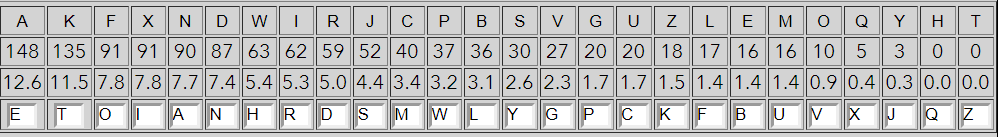 A K F X N D W I R J C P B S V G U Z L E M O Q Y H T
148 135 91 91 90 87 63 62 59 52 40 37 36 30 27 20 20 18 17 16 16 10 5 3 0 0
12.6 11.5 7.8 7.8 7.7 7.4 5.4 5.3 5.0 4.4 3.4 3.2 3.1 2.6 2.3 1.7 1.7 1.5 1.4 1.4 1.4 0.9 0.4 0.3 0.0 0.0
E T O I A N H R D S M W L Y G P C K F B U V X J Q Z